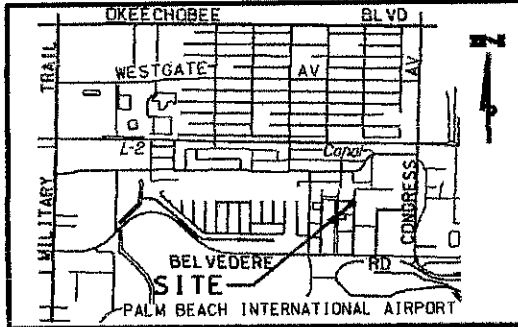 OKEECHOBEE BLVD
MILITARY TRAIL
WESTGATE AV
CONGRESS AV
L-2 Canal
N
BELVEDERE RD
SITE
PALM BEACH INTERNATIONAL AIRPORT